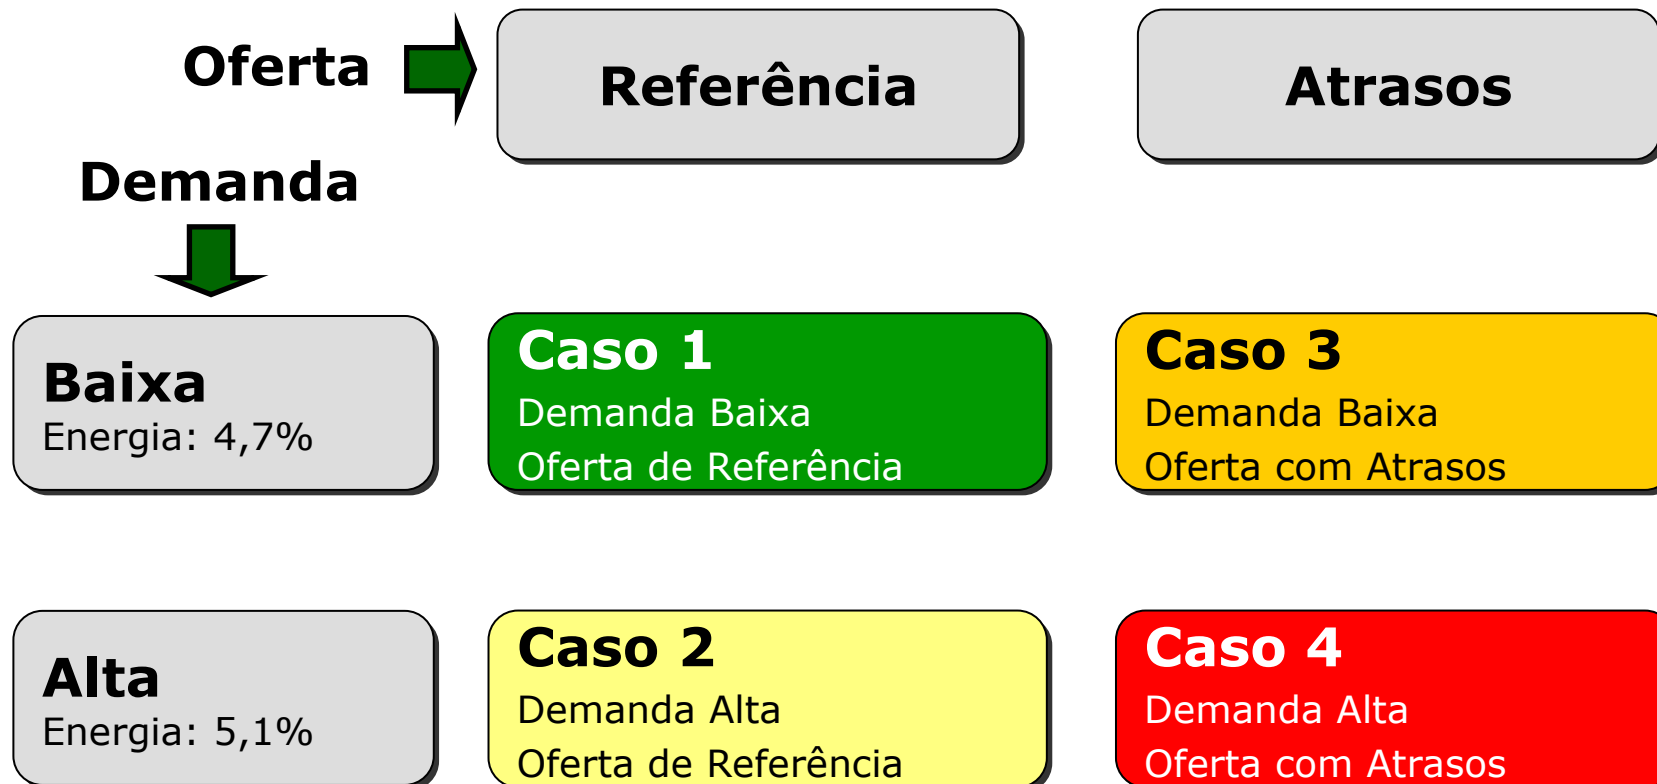 Oferta
Referência
Atrasos
Demanda
Baixa
Energia: 4,7%
Caso 1
Demanda Baixa
Oferta de Referência
Caso 3
Demanda Baixa
Oferta com Atrasos
Alta
Energia: 5,1%
Caso 2
Demanda Alta
Oferta de Referência
Caso 4
Demanda Alta
Oferta com Atrasos